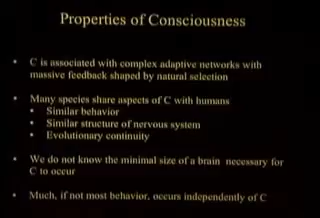 Properties of Consciousness
• C is associated with complex adaptive networks with
massive feedback shaped by natural selection
• Many species share aspects of C with humans
• Similar behavior
• Similar structure of nervous system
• Evolutionary continuity
• We do not know the minimal size of a brain necessary for
C to occur
• Much, if not most behavior, occurs independently of C